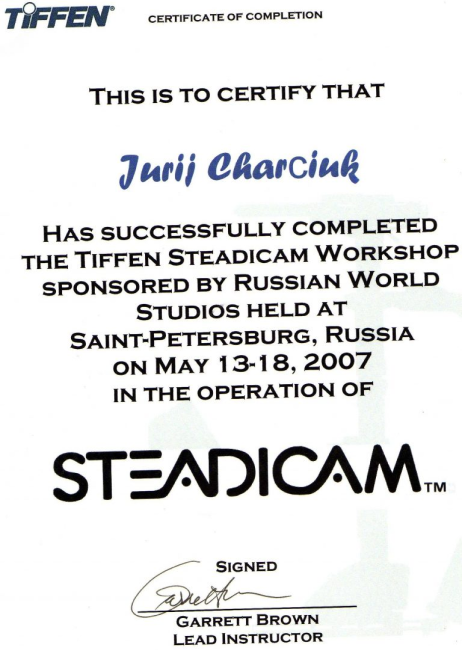 TIFFEN®
CERTIFICATE OF COMPLETION
THIS IS TO CERTIFY THAT
Jurij Charciuk
HAS SUCCESSFULLY COMPLETED
THE TIFFEN STEADICAM WORKSHOP
SPONSORED BY RUSSIAN WORLD
STUDIOS HELD AT
SAINT-PETERSBURG, RUSSIA
ON MAY 13-18, 2007
IN THE OPERATION OF
STEADICAM™
SIGNED
GARRETT BROWN
LEAD INSTRUCTOR